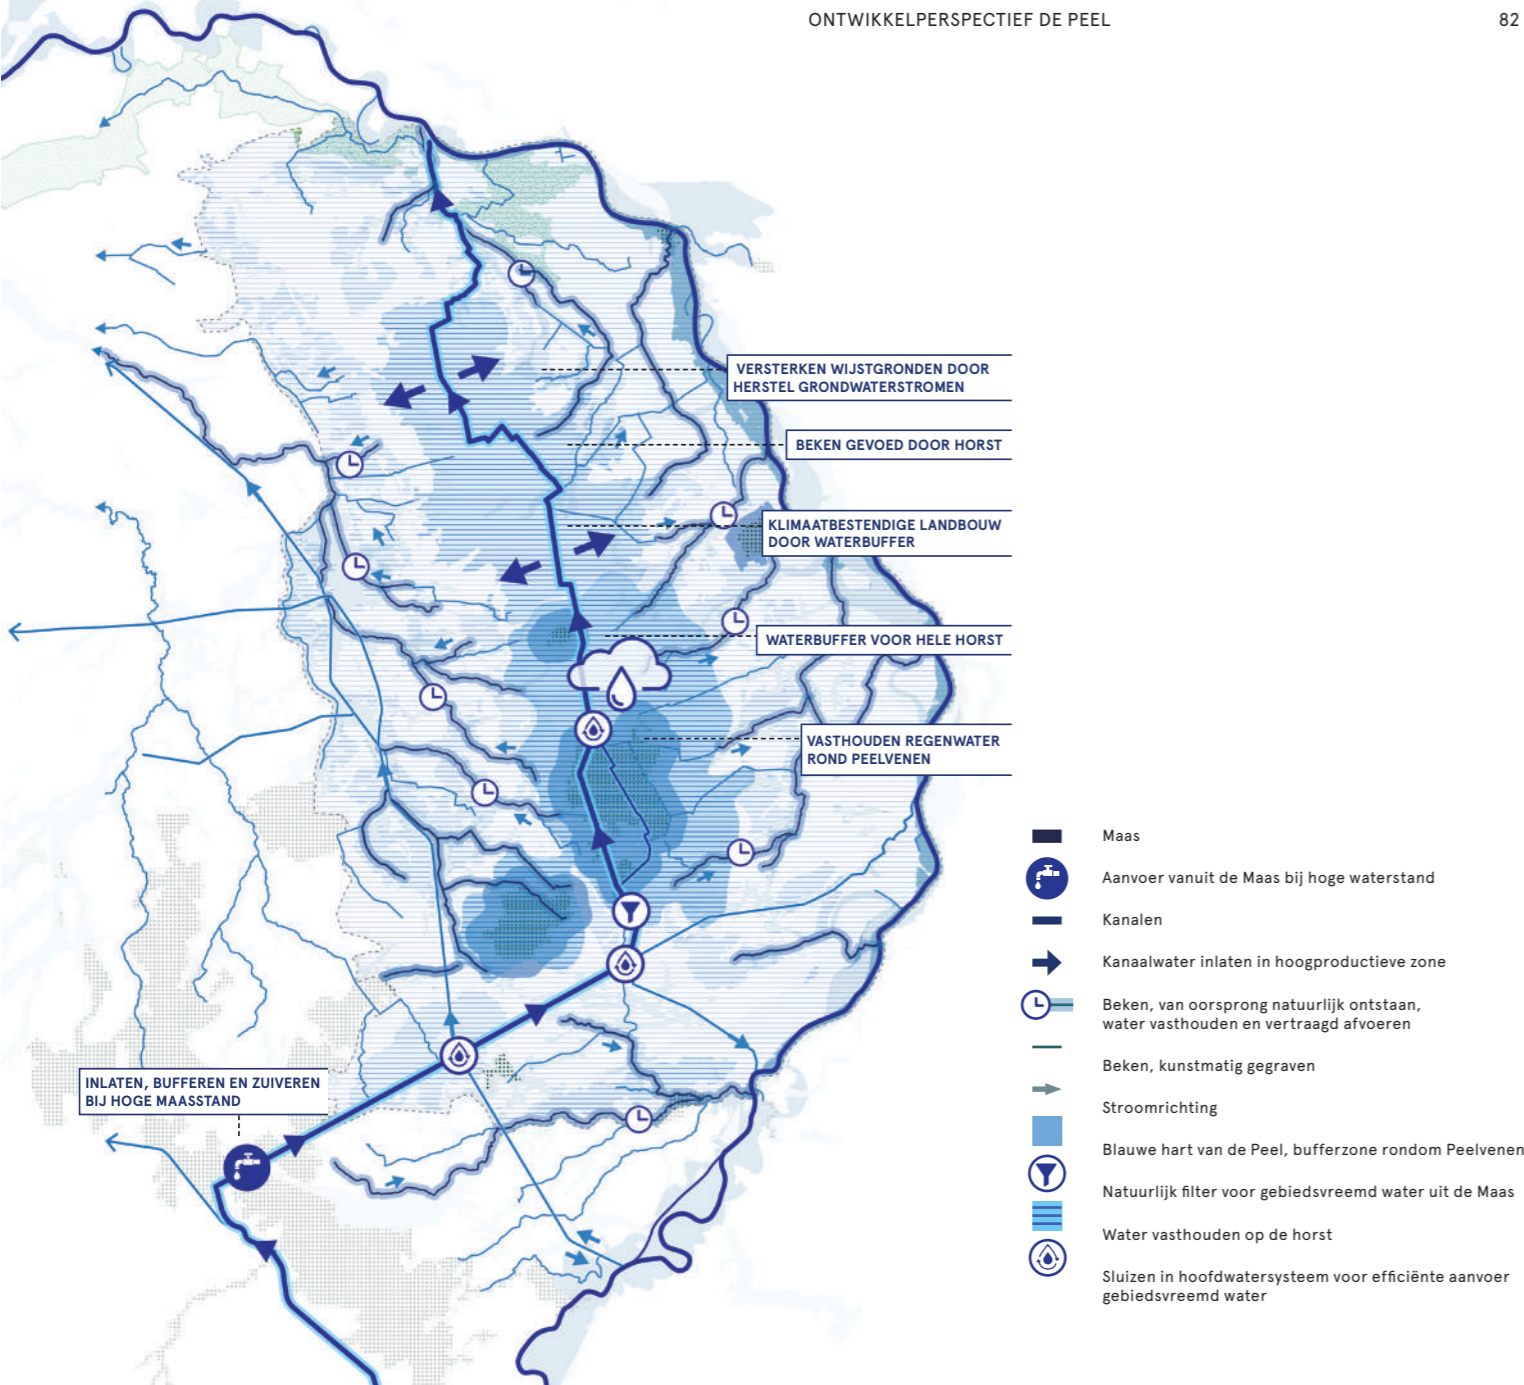 ONTWIKKELPERSPECTIEF DE PEEL
82
VERSTERKEN WIJSTGRONDEN DOOR
HERSTEL GRONDWATERSTROMEN
BEKEN GEVOED DOOR HORST
KLIMAATBESTENDIGE LANDBOUW
DOOR WATERBUFFER
WATERBUFFER VOOR HELE HORST
VASTHOUDEN REGENWATER
ROND PEELVENEN
INLATEN, BUFFEREN EN ZUIVEREN
BIJ HOGE MAASSTAND
Maas
Aanvoer vanuit de Maas bij hoge waterstand
Kanalen
Kanaalwater inlaten in hoogproductieve zone
Beken, van oorsprong natuurlijk ontstaan,
water vasthouden en vertraagd afvoeren
Beken, kunstmatig gegraven
Stroomrichting
Blauwe hart van de Peel, bufferzone rondom Peelvenen
Natuurlijk filter voor gebiedsvreemd water uit de Maas
Water vasthouden op de horst
Sluizen in hoofdwatersysteem voor efficiënte aanvoer
gebiedsvreemd water